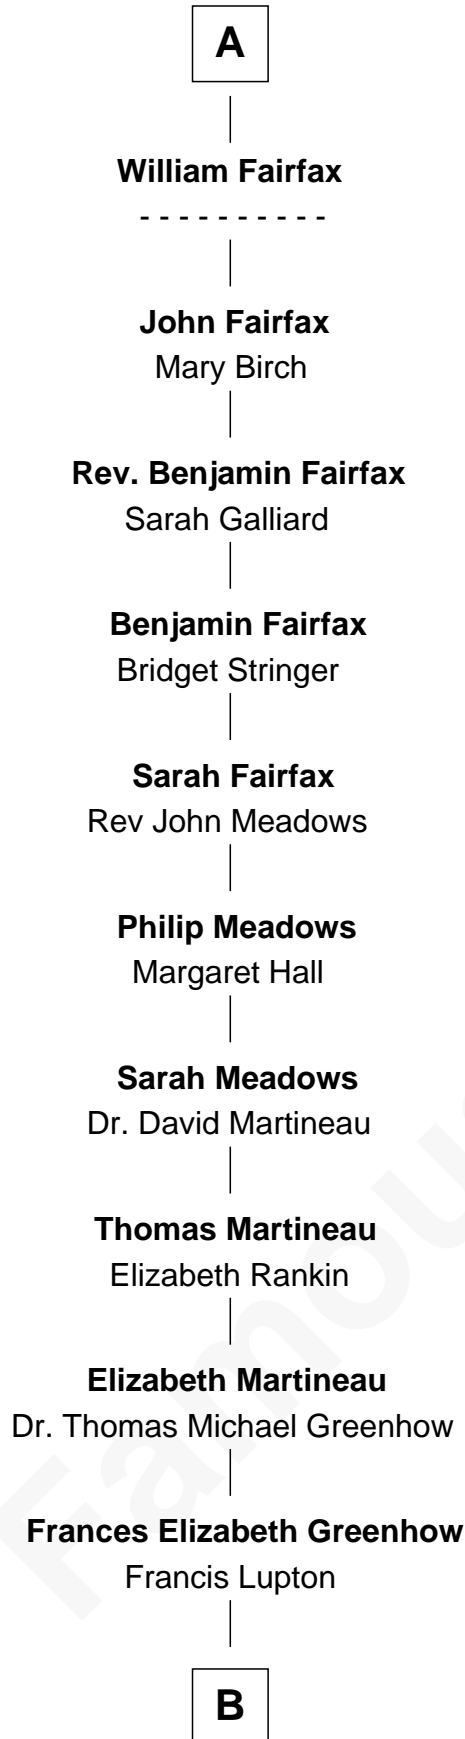 A
William Fairfax
- - - - - - - - - -
John Fairfax
Mary Birch
Rev. Benjamin Fairfax
Sarah Galliard
Benjamin Fairfax
Bridget Stringer
Sarah Fairfax
Rev John Meadows
Philip Meadows
Margaret Hall
Sarah Meadows
Dr. David Martineau
Thomas Martineau
Elizabeth Rankin
Elizabeth Martineau
Dr. Thomas Michael Greenhow
Frances Elizabeth Greenhow
Francis Lupton
B
Famou